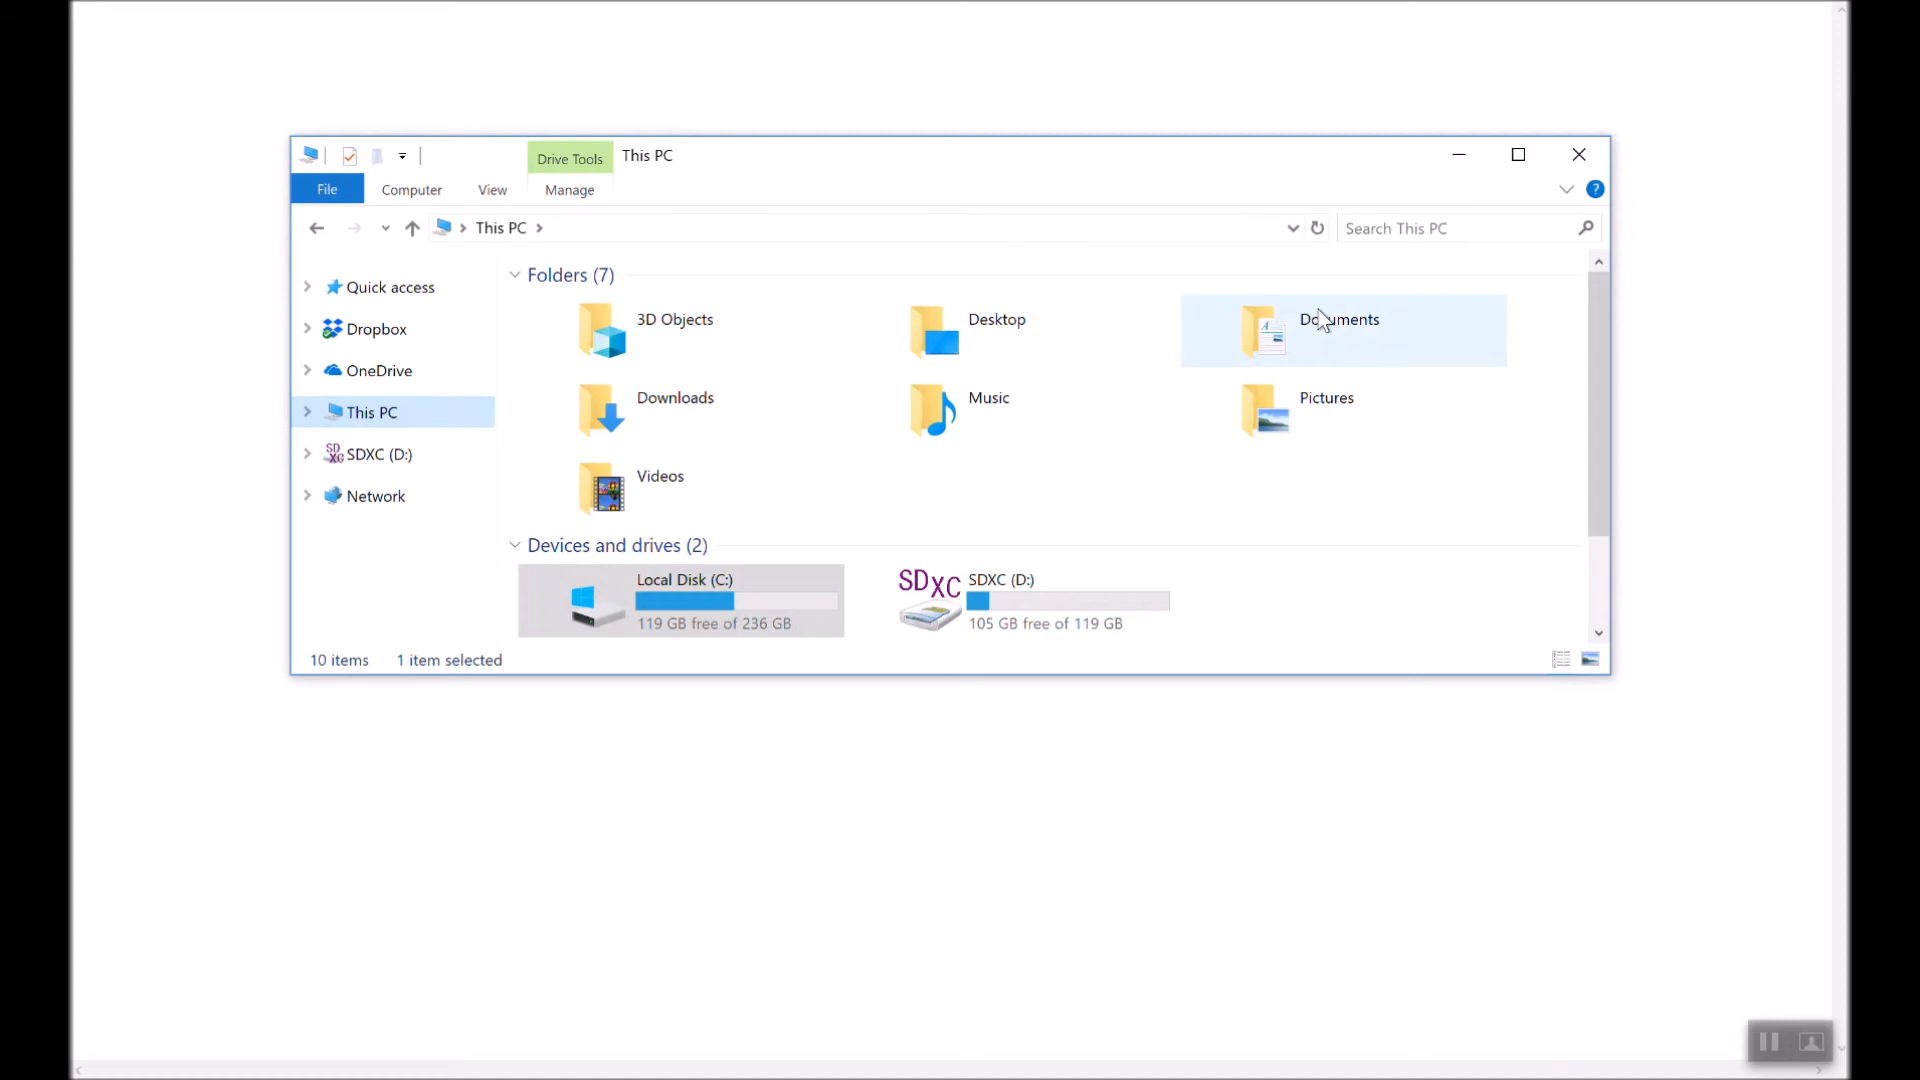 Drive Tools
This PC
File
Computer
View
Manage
?
This PC
Search This PC
Quick access
Dropbox
OneDrive
This PC
SDXC (D:)
Network
Folders (7)
3D Objects
Desktop
Documents
Downloads
Music
Pictures
Videos
Devices and drives (2)
Local Disk (C:)
119 GB free of 236 GB
SDXC
SDXC (D:)
105 GB free of 119 GB
10 items
1 item selected